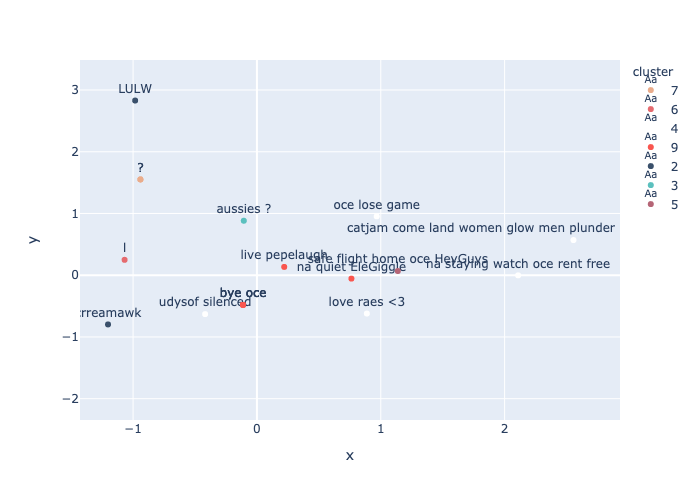 cluster
Aa
7
Aa
6
Aa
4
Aa
9
Aa
2
Aa
3
Aa
5
3
2
1
0
−1
−2
y
LULW
?
aussies ?
oce lose game
catjam come land women glow men plunder
l
live pepelaugh
safe flight home oce HeyGuys
na quiet EleGiggle
na staying watch oce rent free
bye oce
udysof silenced
love raes <3
rreamawk
−1
0
1
2
x